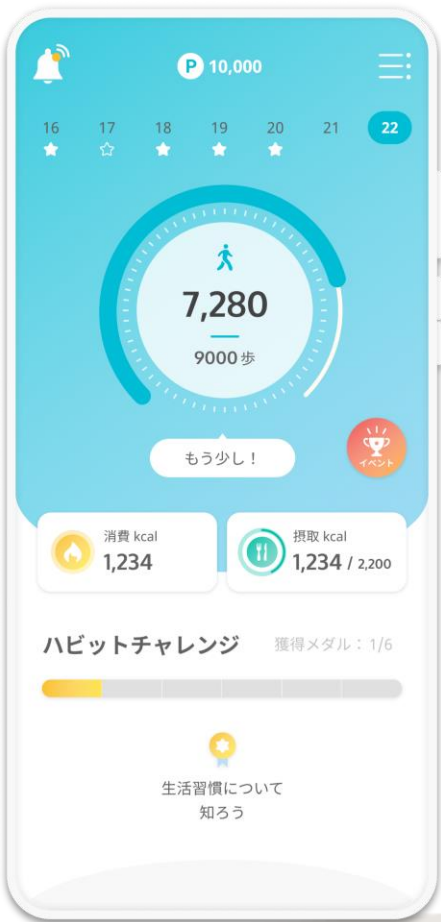 P 10,000
16 17 18 19 20 21 22
7,280
9000 歩
もう少し！
イベント
消費 kcal
1,234
摂取 kcal
1,234 / 2,200
ハビットチャレンジ 獲得メダル：1/6
生活習慣について
知ろう